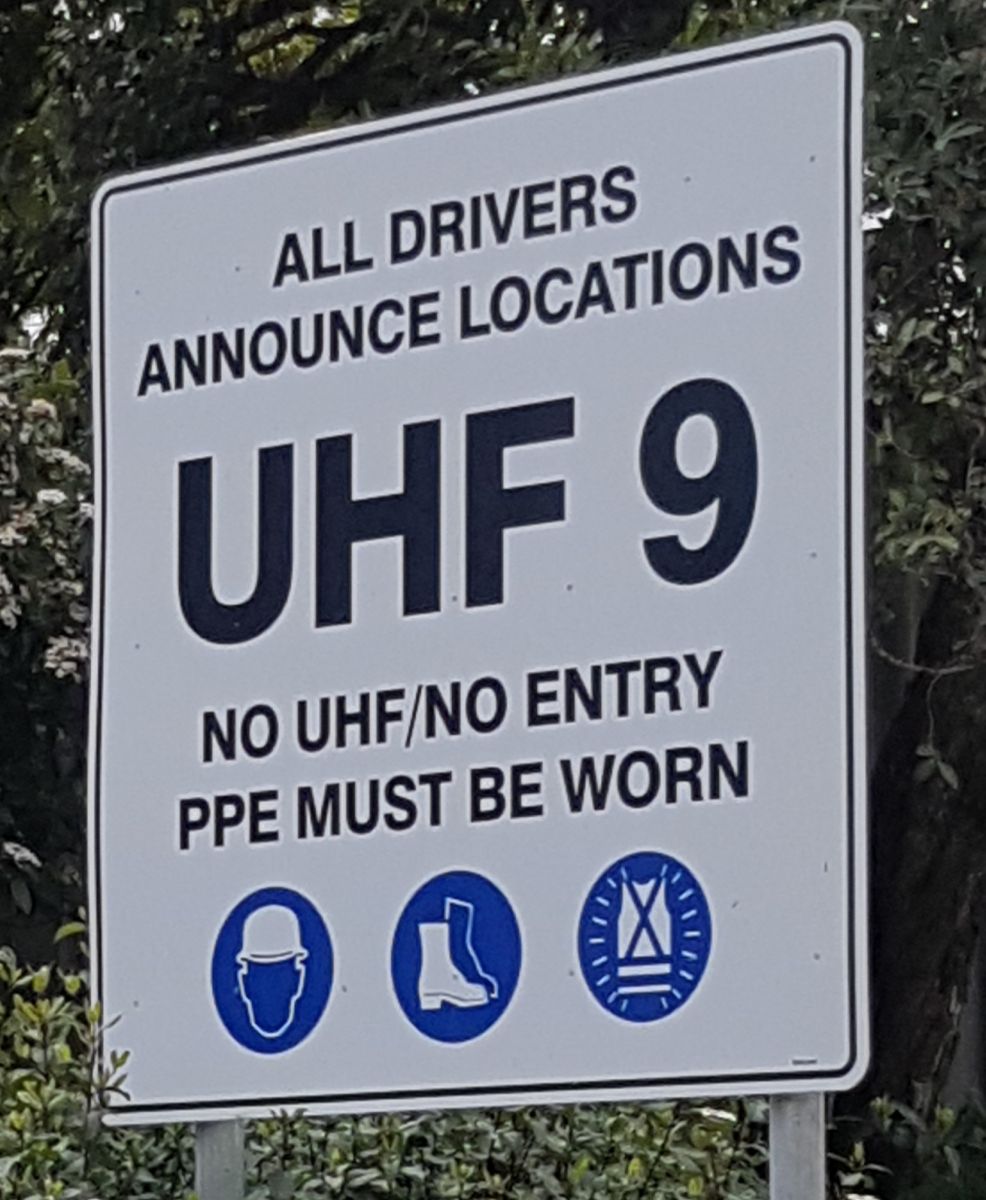 ALL DRIVERS
ANNOUNCE LOCATIONS
UHF 9
NO UHF/NO ENTRY
PPE MUST BE WORN